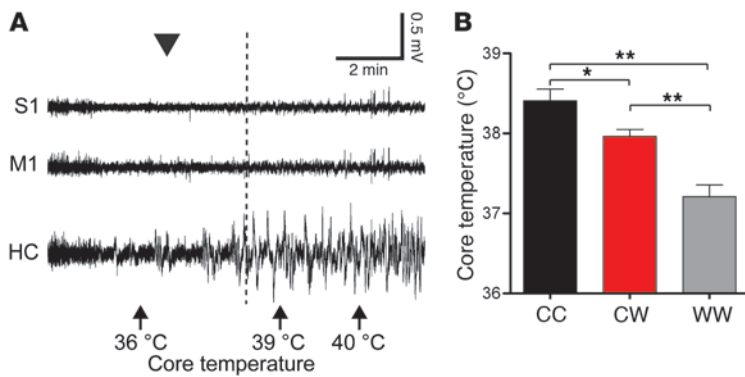 A
0.5 mV
2 min
S1
M1
HC
36 °C
39 °C
40 °C
Core temperature
B
Core temperature (°C)
39
38
37
36
**
*
**
CC
CW
WW